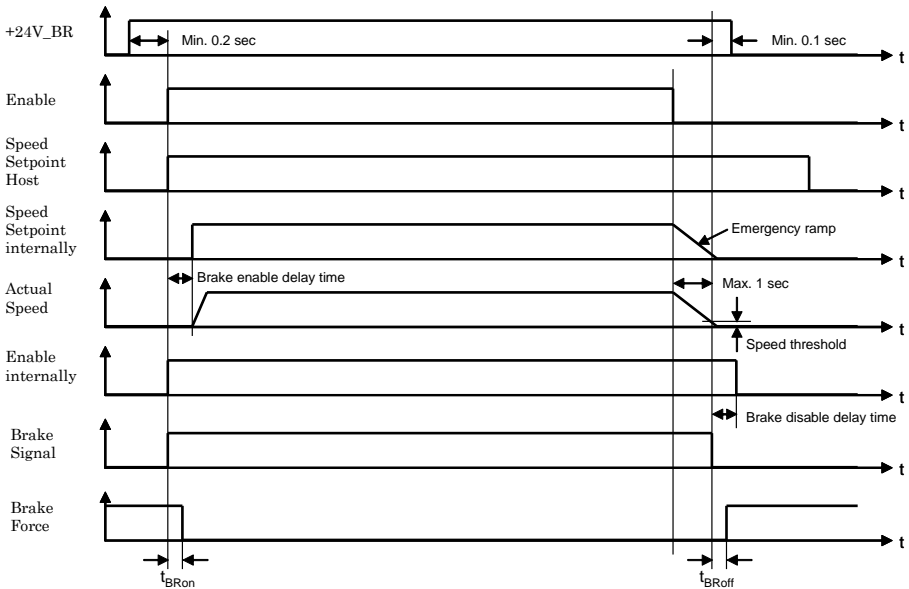 +24V_BR
Min. 0.2 sec
Min. 0.1 sec
t
Enable
t
Speed
Setpoint
Host
t
Speed
Setpoint
internally
Emergency ramp
t
Brake enable delay time
Max. 1 sec
Actual
Speed
t
Speed threshold
Enable
internally
t
Brake disable delay time
Brake
Signal
t
Brake
Force
t
tBRon
tBRoff